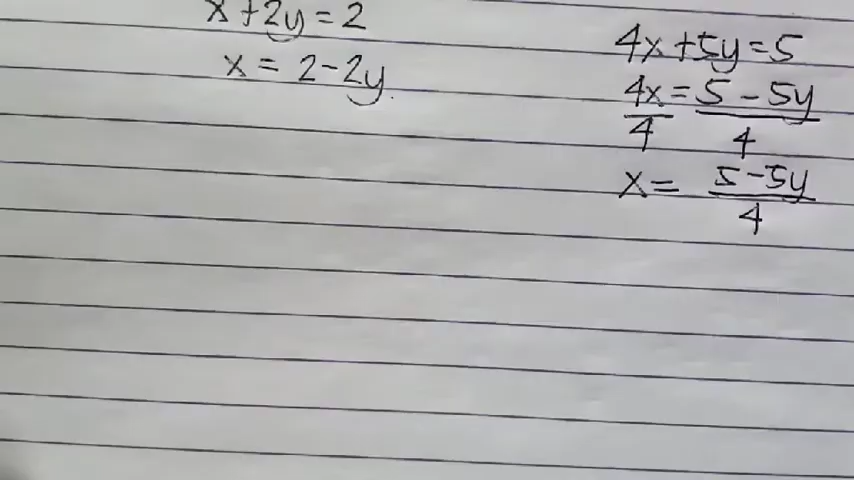 x + 2y = 2
x = 2 - 2y
4x + 5y = 5
4x = 5 - 5y
4 4
x = 5 - 5y
4